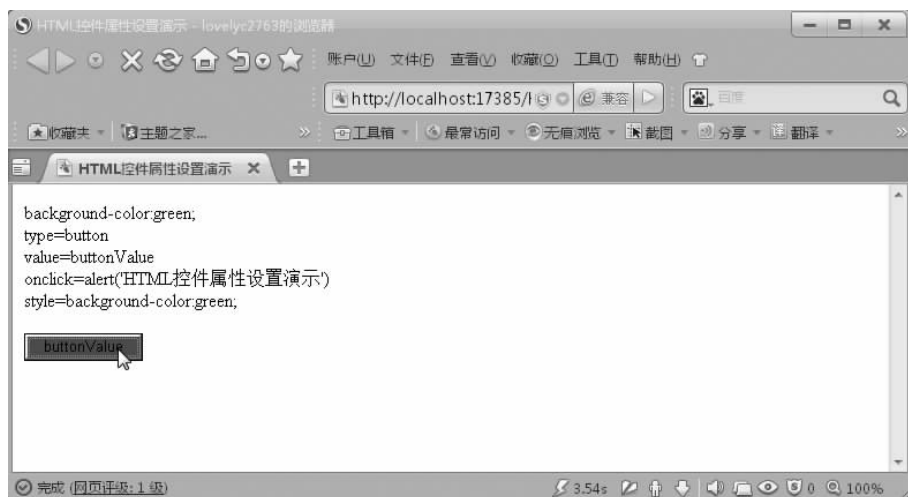 HTML控件属性设置演示 - lovelyc2763的浏览器
账户(U) 文件(F) 查看(V) 收藏(O) 工具(T) 帮助(H)
http://localhost:17385/ 兼容 百度
收藏夹 主题之家... 工具箱 最常访问 无痕浏览 截图 分享 翻译
HTML控件属性设置演示
background-color:green;
type=button
value=buttonValue
onclick=alert('HTML控件属性设置演示')
style=background-color:green;
buttonValue
完成 (网页评级: 1 级) 3.54s 0 100%